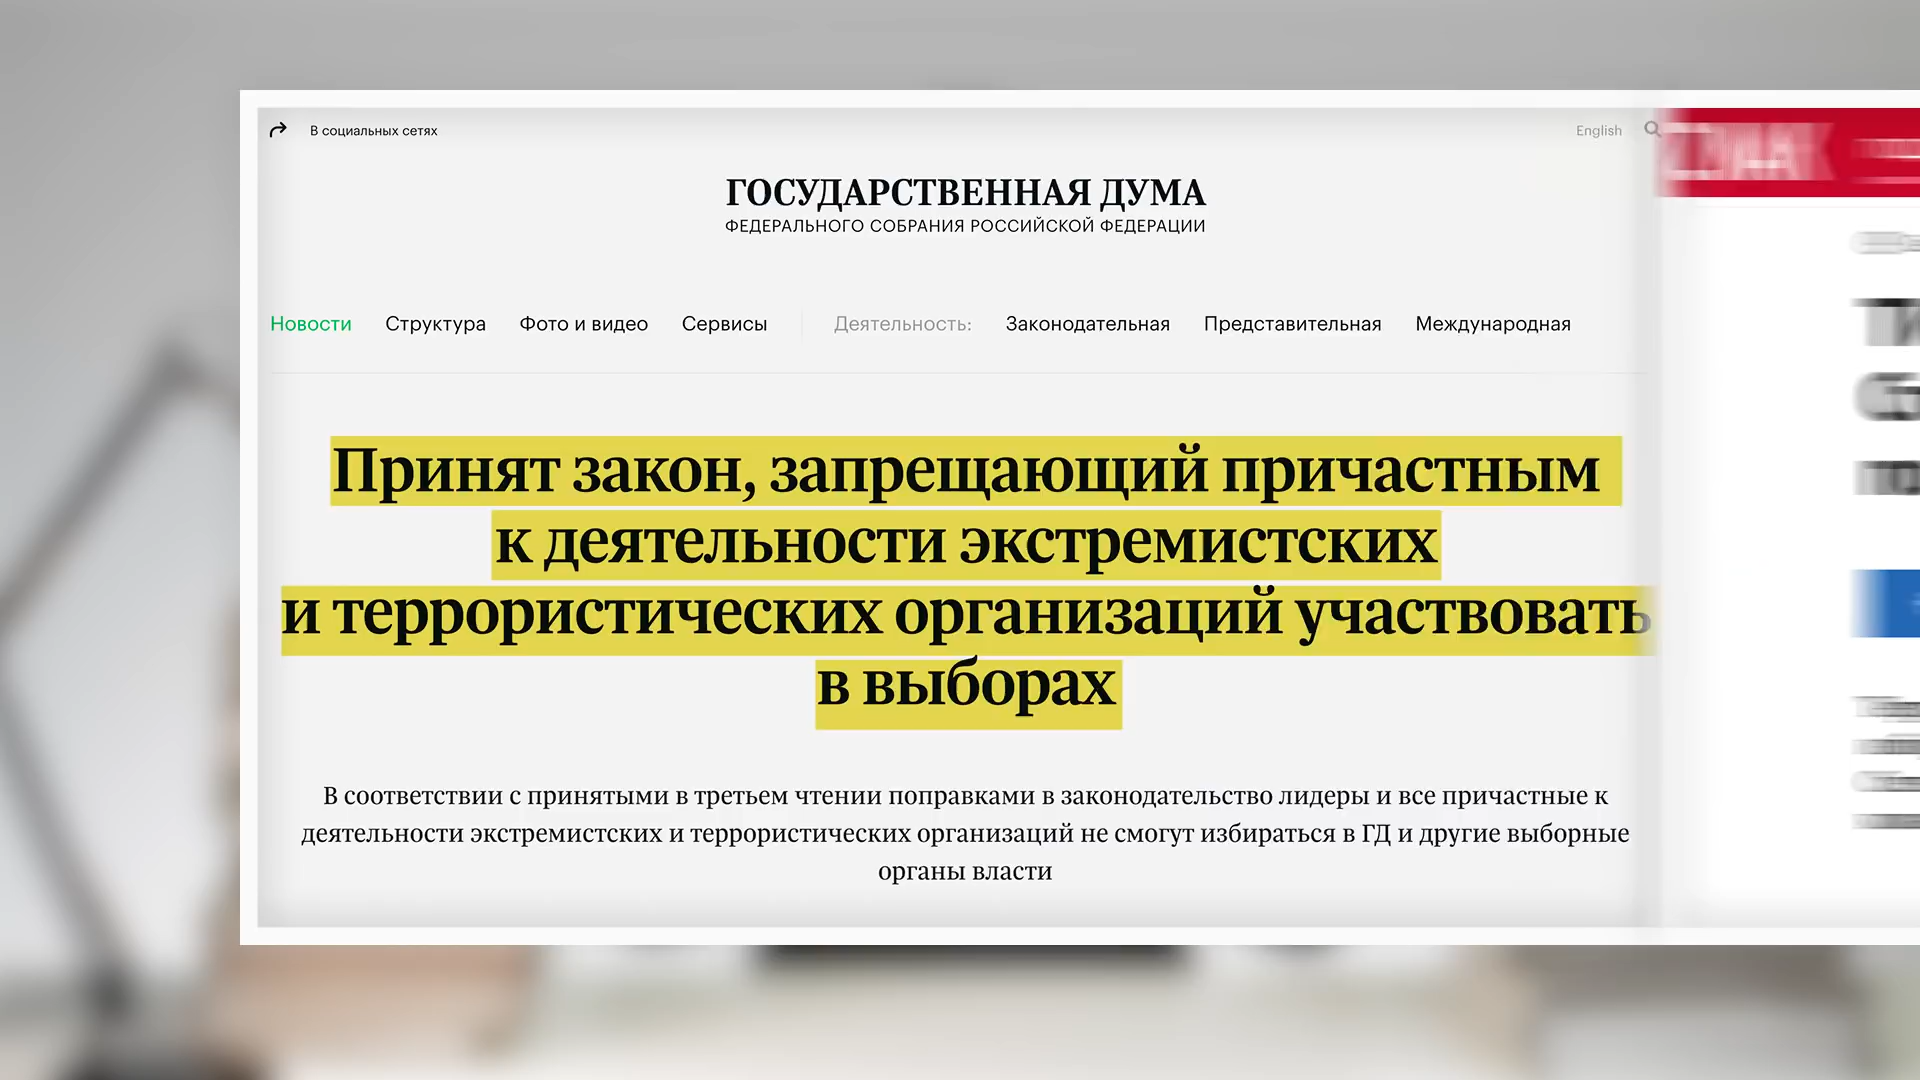 В социальных сетях
English
ГОСУДАРСТВЕННАЯ ДУМА
ФЕДЕРАЛЬНОГО СОБРАНИЯ РОССИЙСКОЙ ФЕДЕРАЦИИ
Новости Структура Фото и видео Сервисы Деятельность: Законодательная Представительная Международная
Принят закон, запрещающий причастным
к деятельности экстремистских
и террористических организаций участвовать
в выборах
В соответствии с принятыми в третьем чтении поправками в законодательство лидеры и все причастные к
деятельности экстремистских и террористических организаций не смогут избираться в ГД и другие выборные
органы власти